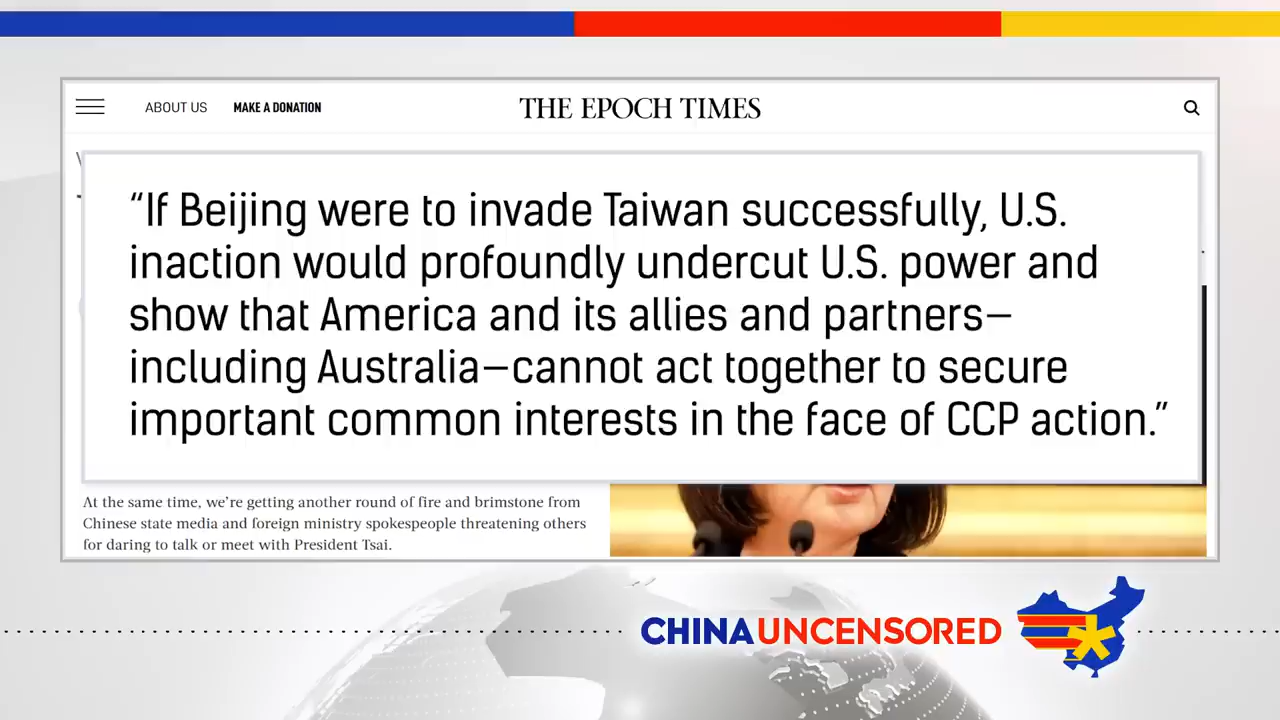 ABOUT US MAKE A DONATION THE EPOCH TIMES
“If Beijing were to invade Taiwan successfully, U.S.
inaction would profoundly undercut U.S. power and
show that America and its allies and partners—
including Australia—cannot act together to secure
important common interests in the face of CCP action.”
At the same time, we’re getting another round of fire and brimstone from
Chinese state media and foreign ministry spokespeople threatening others
for daring to talk or meet with President Tsai.
CHINA UNCENSORED